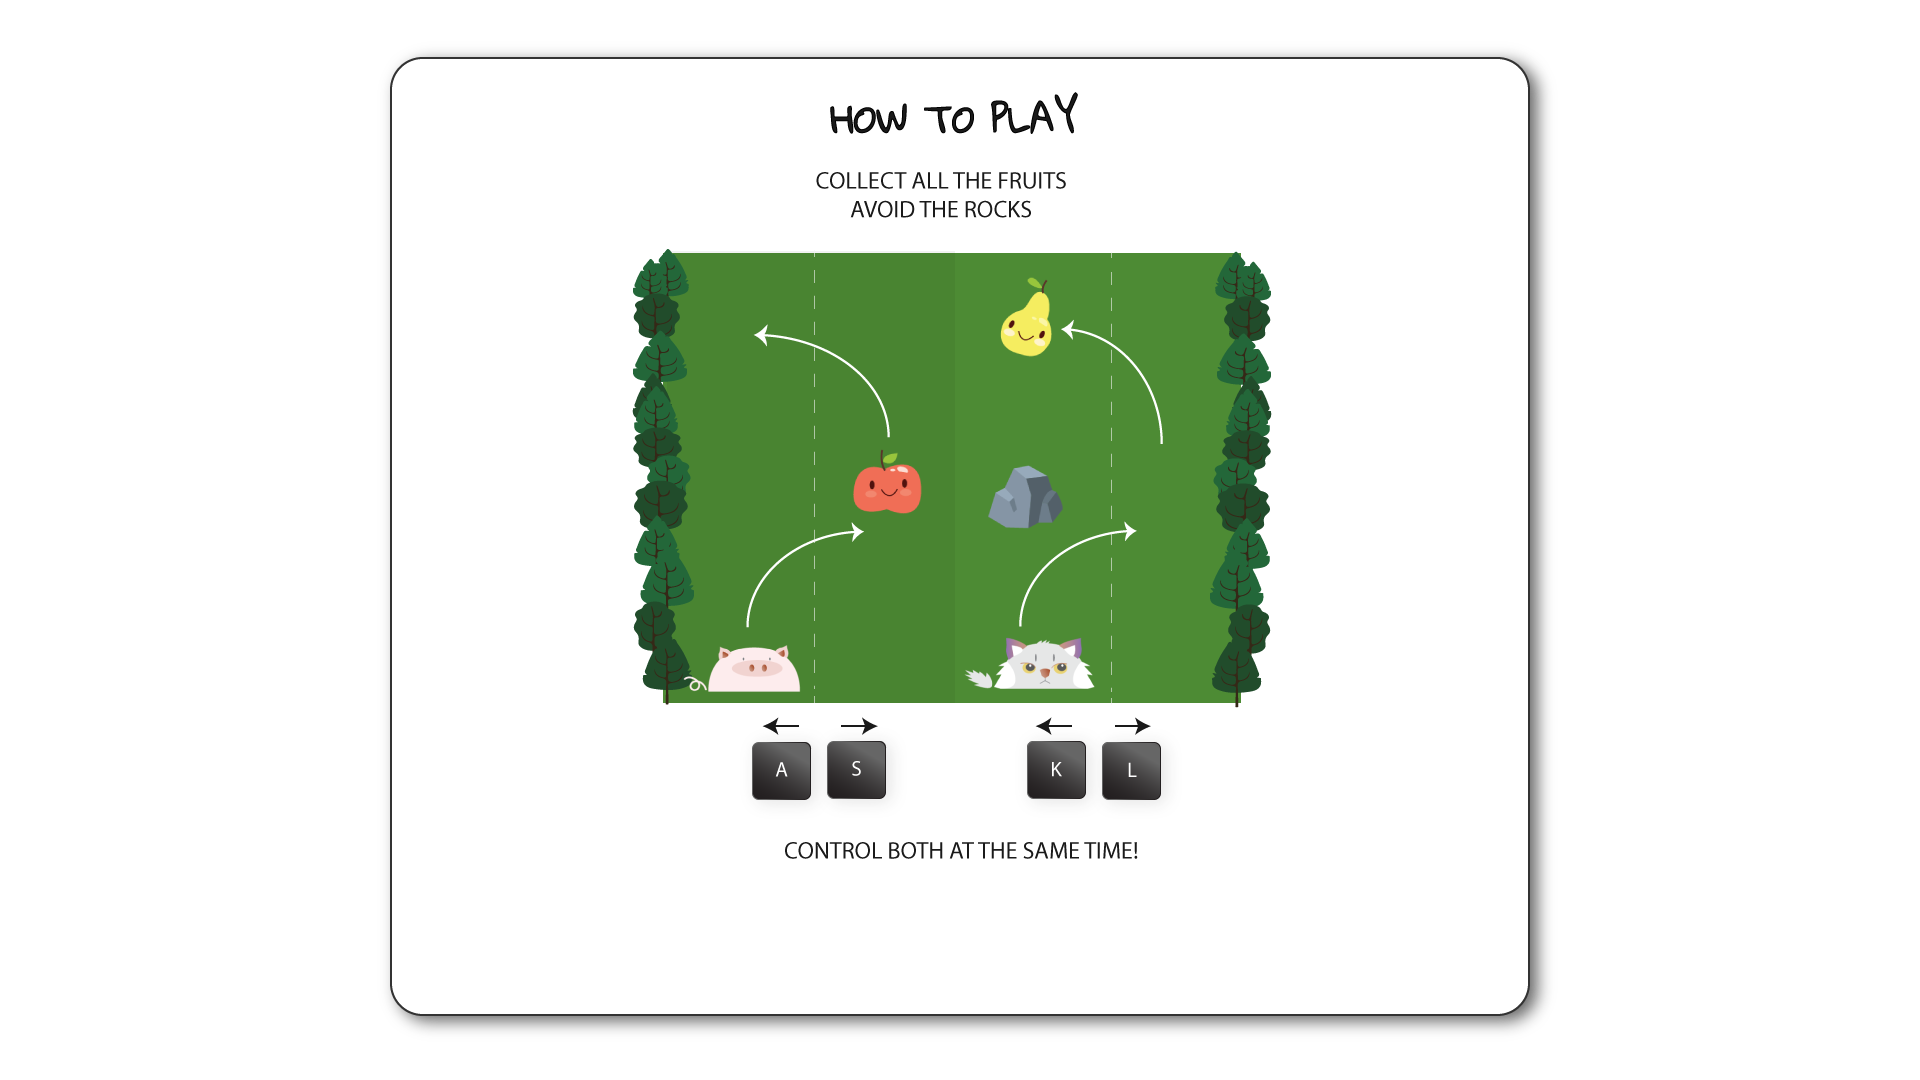 HOW TO PLAY
COLLECT ALL THE FRUITS
AVOID THE ROCKS
A S K L
CONTROL BOTH AT THE SAME TIME!